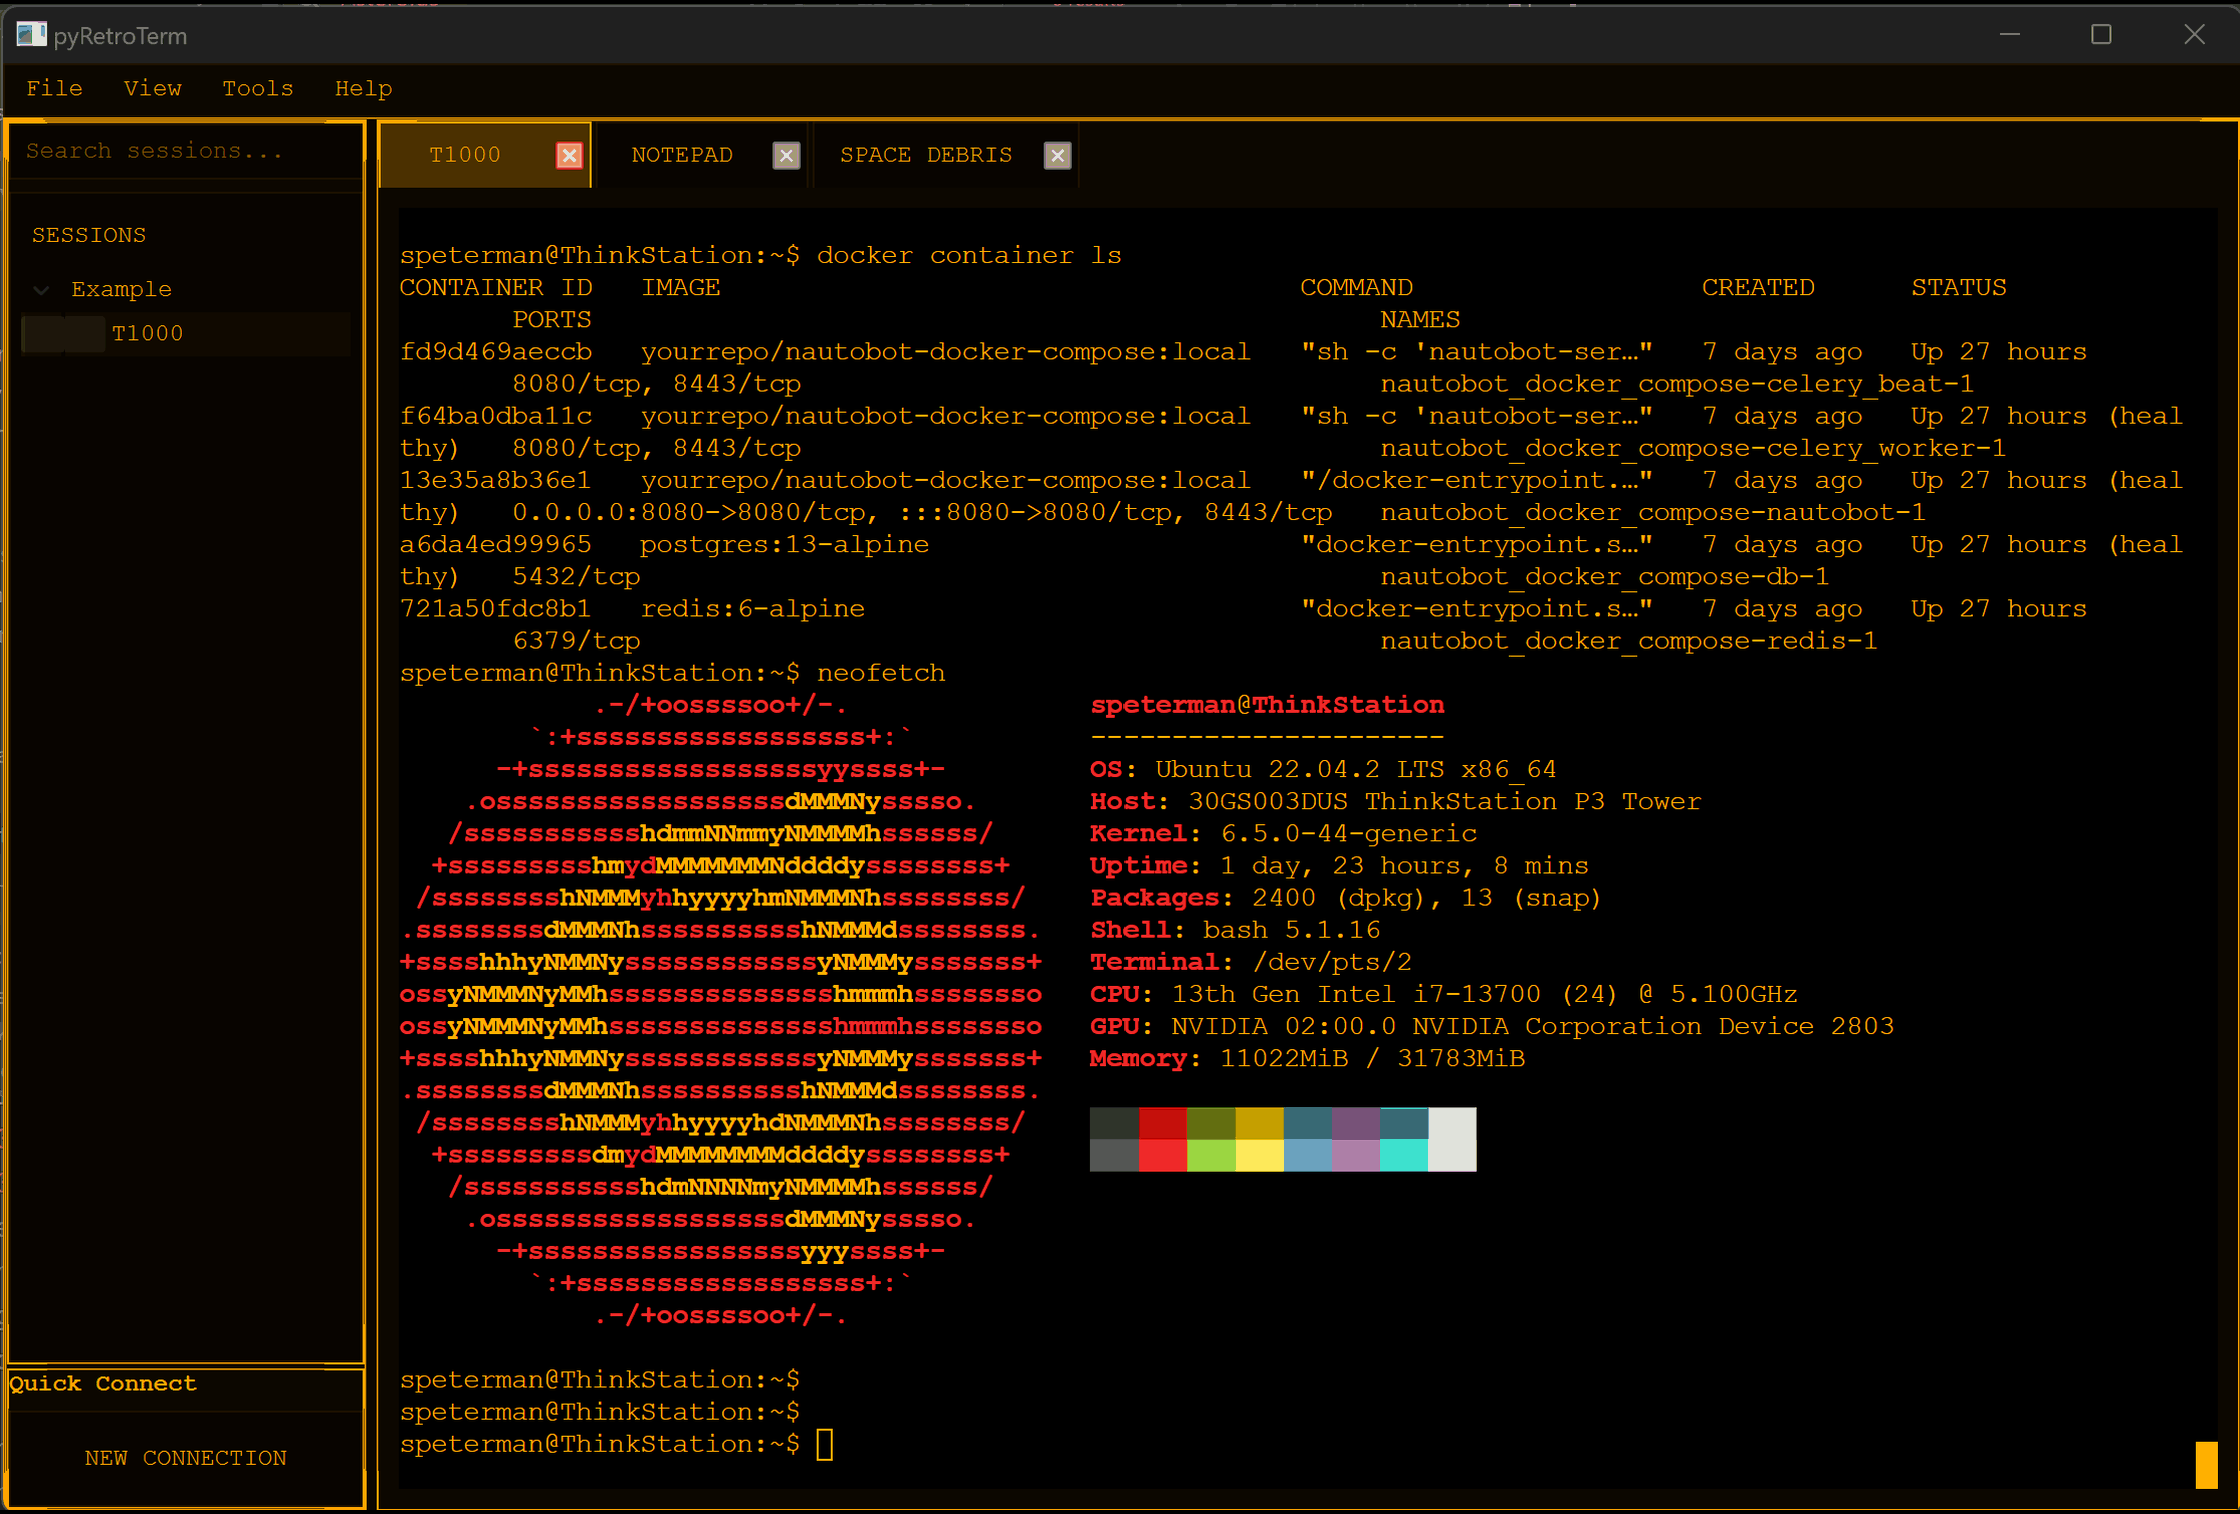 pyRetroTerm
File View Tools Help
Search sessions...
T1000 NOTEPAD SPACE DEBRIS
SESSIONS
Example
T1000
speterman@ThinkStation:~$ docker container ls
CONTAINER ID   IMAGE                                    COMMAND                  CREATED      STATUS
       PORTS                                                 NAMES
fd9d469aeccb   yourrepo/nautobot-docker-compose:local   "sh -c 'nautobot-ser…"   7 days ago   Up 27 hours
       8080/tcp, 8443/tcp                                    nautobot_docker_compose-celery_beat-1
f64ba0dba11c   yourrepo/nautobot-docker-compose:local   "sh -c 'nautobot-ser…"   7 days ago   Up 27 hours (heal
thy)   8080/tcp, 8443/tcp                                    nautobot_docker_compose-celery_worker-1
13e35a8b36e1   yourrepo/nautobot-docker-compose:local   "/docker-entrypoint.…"   7 days ago   Up 27 hours (heal
thy)   0.0.0.0:8080->8080/tcp, :::8080->8080/tcp, 8443/tcp   nautobot_docker_compose-nautobot-1
a6da4ed99965   postgres:13-alpine                       "docker-entrypoint.s…"   7 days ago   Up 27 hours (heal
thy)   5432/tcp                                              nautobot_docker_compose-db-1
721a50fdc8b1   redis:6-alpine                           "docker-entrypoint.s…"   7 days ago   Up 27 hours
       6379/tcp                                              nautobot_docker_compose-redis-1
speterman@ThinkStation:~$ neofetch
            .-/+oossssoo+/-.               speterman@ThinkStation
        `:+ssssssssssssssssss+:`           ----------------------
      -+ssssssssssssssssssyyssss+-         OS: Ubuntu 22.04.2 LTS x86_64
    .ossssssssssssssssssdMMMNysssso.       Host: 30GS003DUS ThinkStation P3 Tower
   /ssssssssssshdmmNNmmyNMMMMhssssss/      Kernel: 6.5.0-44-generic
  +ssssssssshmydMMMMMMMNddddyssssssss+     Uptime: 1 day, 23 hours, 8 mins
 /sssssssshNMMMyhhyyyyhmNMMMNhssssssss/    Packages: 2400 (dpkg), 13 (snap)
.ssssssssdMMMNhsssssssssshNMMMdssssssss.   Shell: bash 5.1.16
+sssshhhyNMMNyssssssssssssyNMMMysssssss+   Terminal: /dev/pts/2
ossyNMMMNyMMhsssssssssssssshmmmhssssssso   CPU: 13th Gen Intel i7-13700 (24) @ 5.100GHz
ossyNMMMNyMMhsssssssssssssshmmmhssssssso   GPU: NVIDIA 02:00.0 NVIDIA Corporation Device 2803
+sssshhhyNMMNyssssssssssssyNMMMysssssss+   Memory: 11022MiB / 31783MiB
.ssssssssdMMMNhsssssssssshNMMMdssssssss.
 /sssssssshNMMMyhhyyyyhdNMMMNhssssssss/
  +sssssssssdmydMMMMMMMMddddyssssssss+
   /ssssssssssshdmNNNNmyNMMMMhssssss/
    .ossssssssssssssssssdMMMNysssso.
      -+sssssssssssssssssyyyssss+-
        `:+ssssssssssssssssss+:`
            .-/+oossssoo+/-.
speterman@ThinkStation:~$
speterman@ThinkStation:~$
speterman@ThinkStation:~$
Quick Connect
NEW CONNECTION